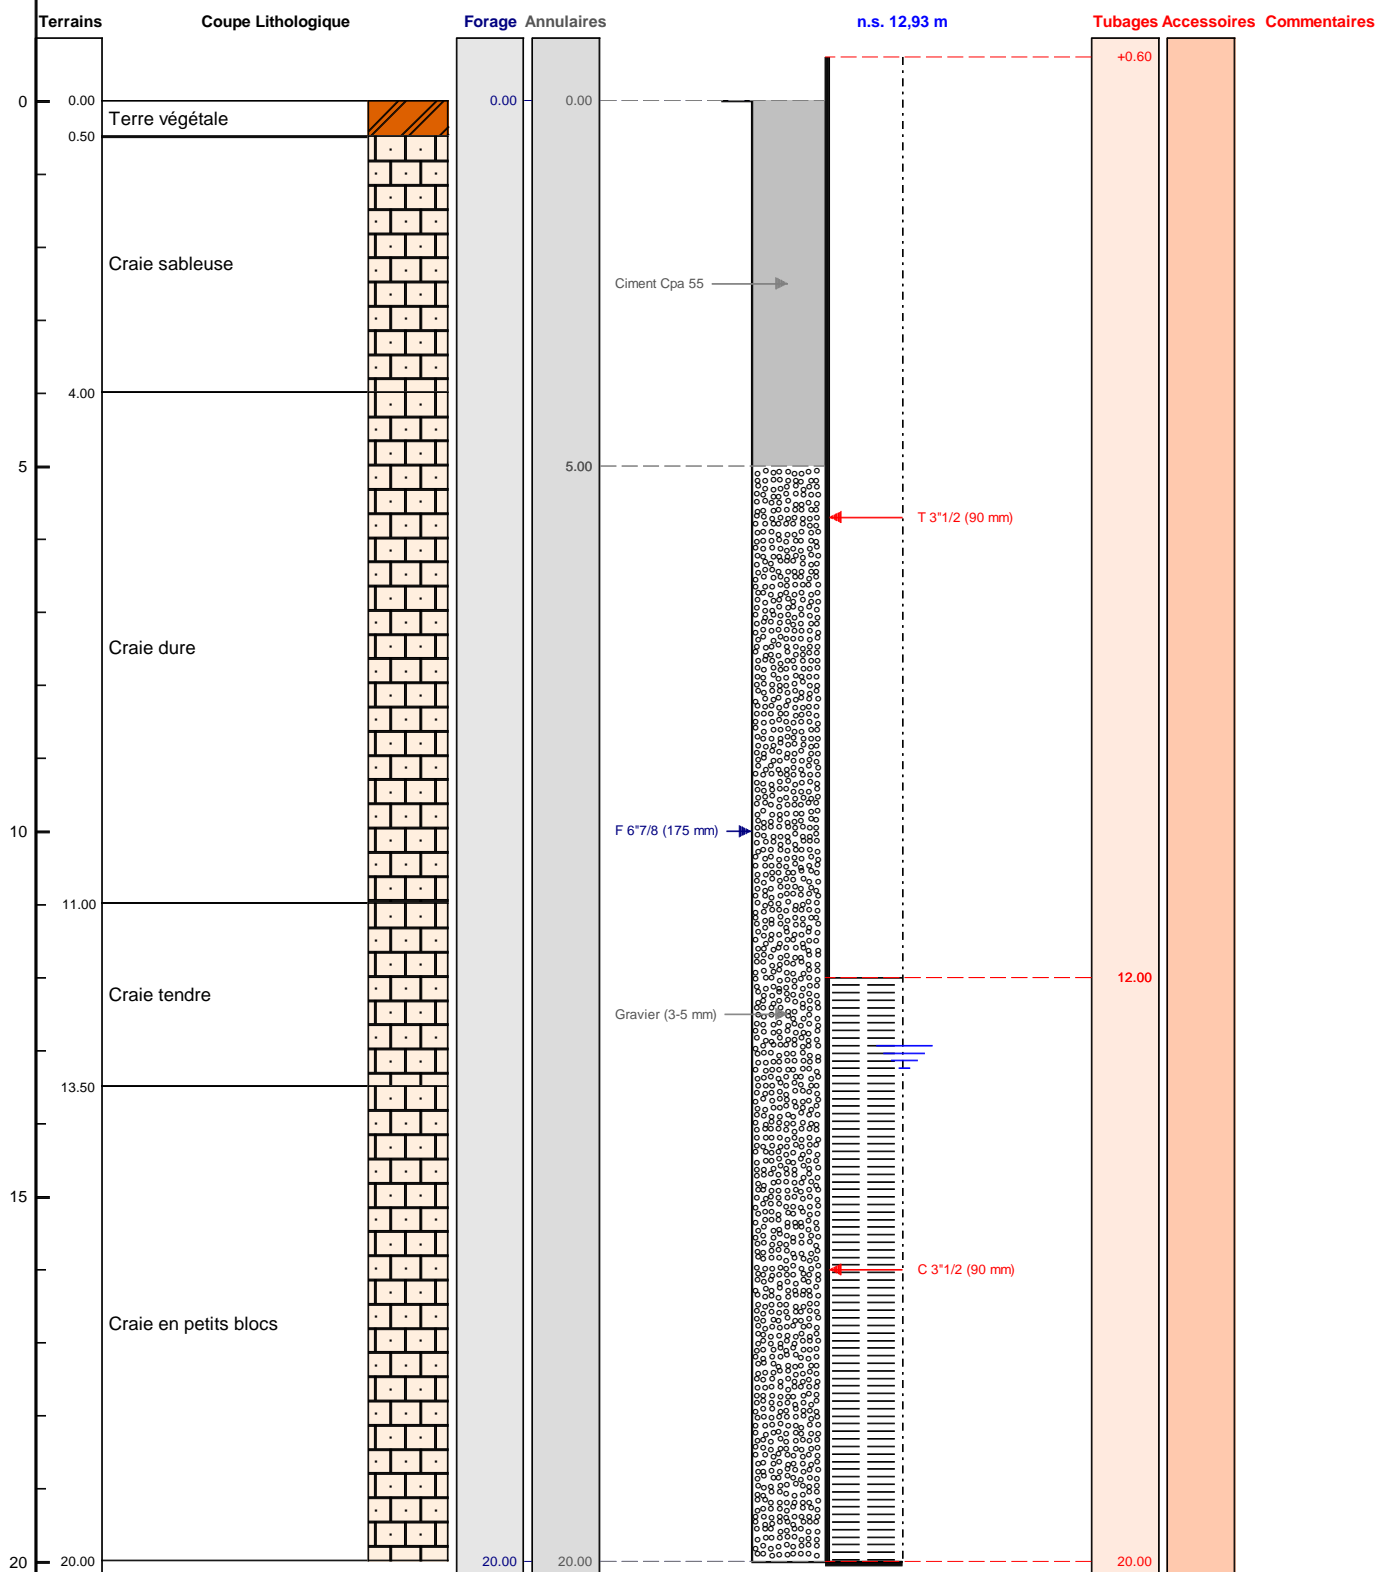 Terrains Coupe Lithologique Forage Annulaires n.s. 12,93 m Tubages Accessoires Commentaires
+0.60
0 0.00 0.00 0.00
Terre végétale
0.50
Craie sableuse
Ciment Cpa 55
4.00
5 5.00
T 3"1/2 (90 mm)
Craie dure
10 F 6"7/8 (175 mm)
11.00
12.00
Craie tendre
Gravier (3-5 mm)
13.50
15
C 3"1/2 (90 mm)
Craie en petits blocs
20 20.00 20.00 20.00 20.00